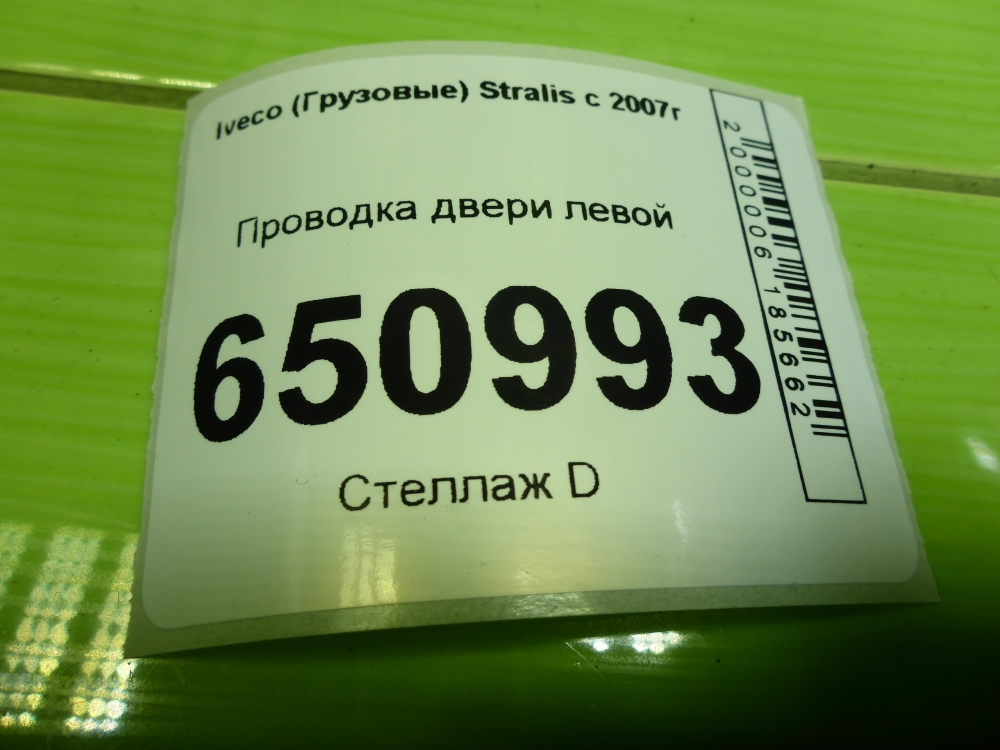 Iveco (Грузовые) Stralis с 2007г
Проводка двери левой
650993
Стеллаж D
2000006185662